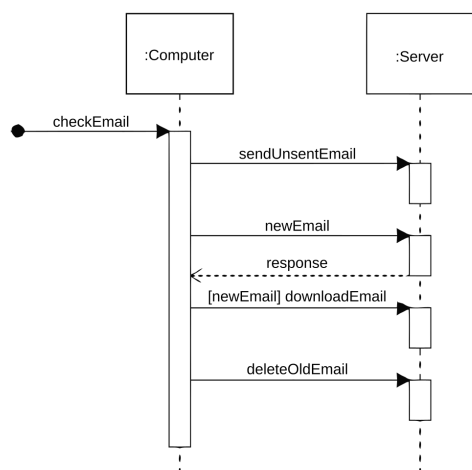 :Computer
:Server
checkEmail
sendUnsentEmail
newEmail
response
[newEmail] downloadEmail
deleteOldEmail